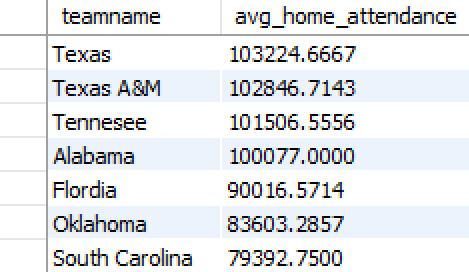 teamname avg_home_attendance
Texas 103224.6667
Texas A&M 102846.7143
Tennesee 101506.5556
Alabama 100077.0000
Flordia 90016.5714
Oklahoma 83603.2857
South Carolina 79392.7500